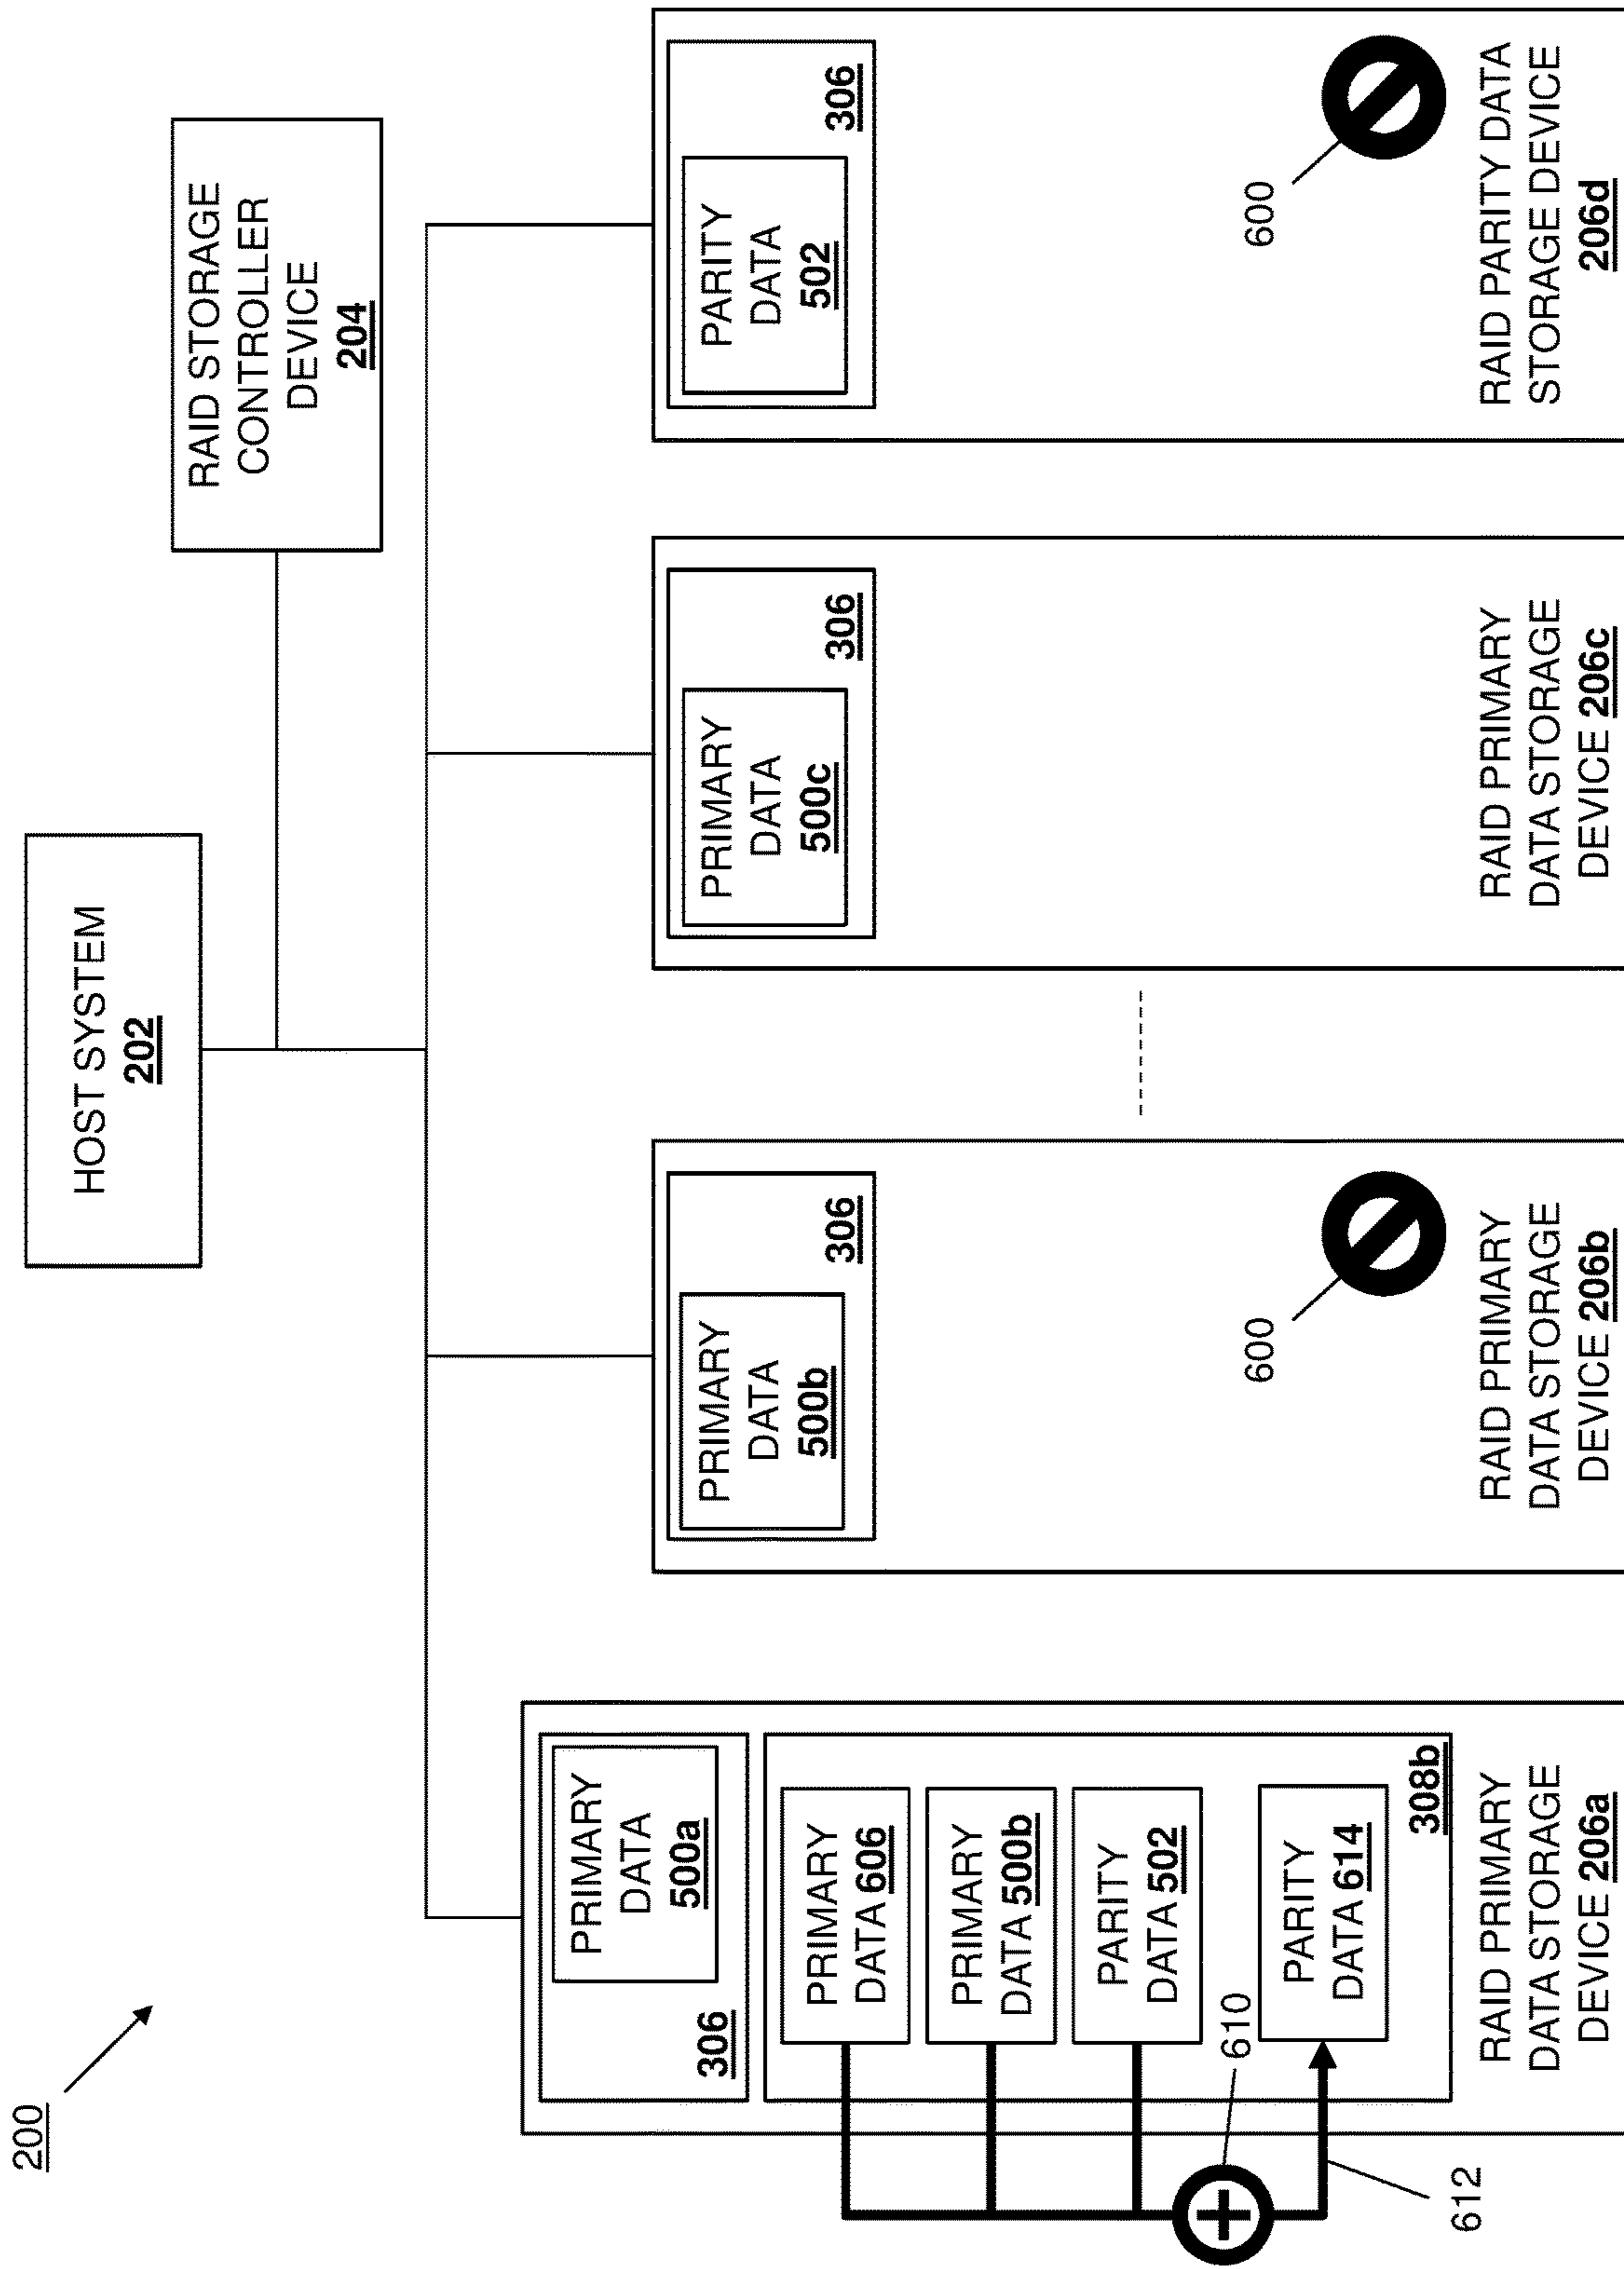 200
HOST SYSTEM
202
RAID STORAGE
CONTROLLER
DEVICE
204
PRIMARY
DATA
500a
306
PRIMARY
DATA 606
PRIMARY
DATA 500b
PARITY
DATA 502
PARITY
DATA 614
308b
610
612
RAID PRIMARY
DATA STORAGE
DEVICE 206a
PRIMARY
DATA
500b
306
600
RAID PRIMARY
DATA STORAGE
DEVICE 206b
PRIMARY
DATA
500c
306
RAID PRIMARY
DATA STORAGE
DEVICE 206c
PARITY
DATA
502
306
600
RAID PARITY DATA
STORAGE DEVICE
206d